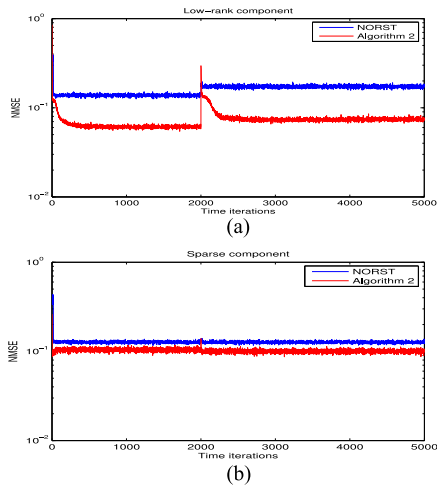 Low-rank component
NORST
Algorithm 2
10^0
10^-1
10^-2
NMSE
0 1000 2000 3000 4000 5000
Time iterations
(a)
Sparse component
NORST
Algorithm 2
10^0
10^-1
10^-2
NMSE
0 1000 2000 3000 4000 5000
Time iterations
(b)